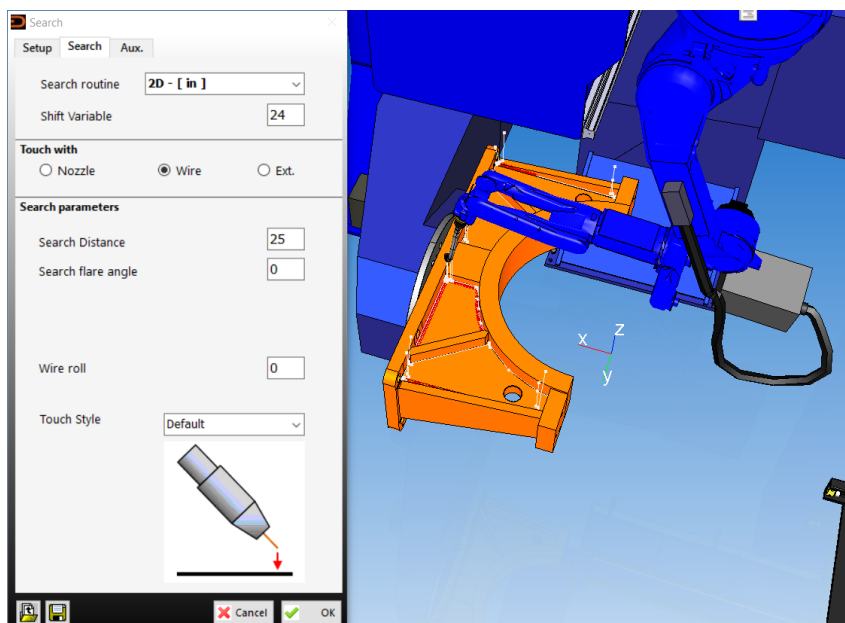 Search
Setup Search Aux.
Search routine 2D - [ in ]
Shift Variable 24
Touch with
Nozzle Wire Ext.
Search parameters
Search Distance 25
Search flare angle 0
Wire roll 0
Touch Style Default
Cancel OK
x z
y